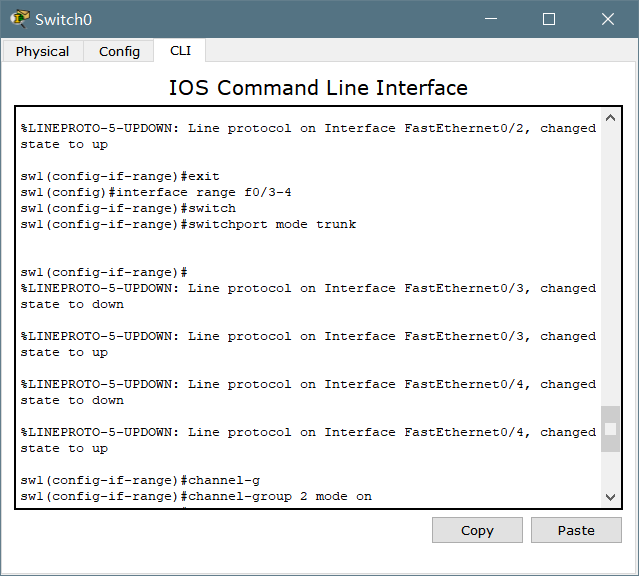 Switch0
Physical Config CLI
IOS Command Line Interface
%LINEPROTO-5-UPDOWN: Line protocol on Interface FastEthernet0/2, changed
state to up
sw1(config-if-range)#exit
sw1(config)#interface range f0/3-4
sw1(config-if-range)#switch
sw1(config-if-range)#switchport mode trunk
sw1(config-if-range)#
%LINEPROTO-5-UPDOWN: Line protocol on Interface FastEthernet0/3, changed
state to down
%LINEPROTO-5-UPDOWN: Line protocol on Interface FastEthernet0/3, changed
state to up
%LINEPROTO-5-UPDOWN: Line protocol on Interface FastEthernet0/4, changed
state to down
%LINEPROTO-5-UPDOWN: Line protocol on Interface FastEthernet0/4, changed
state to up
sw1(config-if-range)#channel-g
sw1(config-if-range)#channel-group 2 mode on
Copy Paste